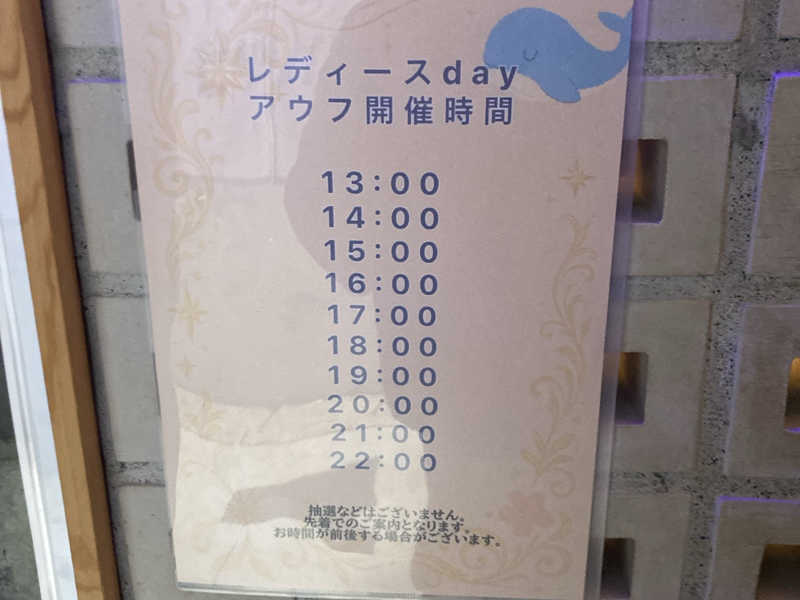 レディースday
アウフ開催時間
13:00
14:00
15:00
16:00
17:00
18:00
19:00
20:00
21:00
22:00
抽選などはございません。
先着でのご案内となります。
お時間が前後する場合がございます。